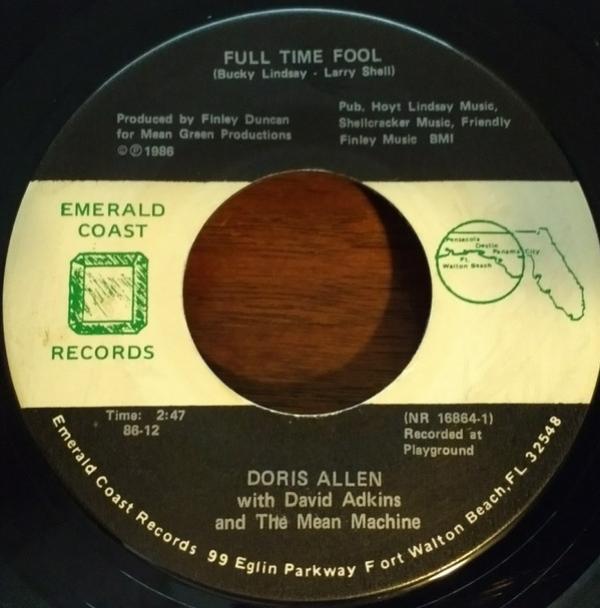 FULL TIME FOOL
(Bucky Lindsay - Larry Shell)
Produced by Finley Duncan
for Mean Green Productions
©℗1986
Pub. Hoyt Lindsay Music,
Shellcracker Music, Friendly
Finley Music BMI
EMERALD
COAST
RECORDS
Pensacola
Destin
Panama City
Ft.
Walton Beach
Time: 2:47
86-12
(NR 16864-1)
Recorded at
Playground
DORIS ALLEN
with David Adkins
and The Mean Machine
Emerald Coast Records 99 Eglin Parkway Fort Walton Beach, FL 32548